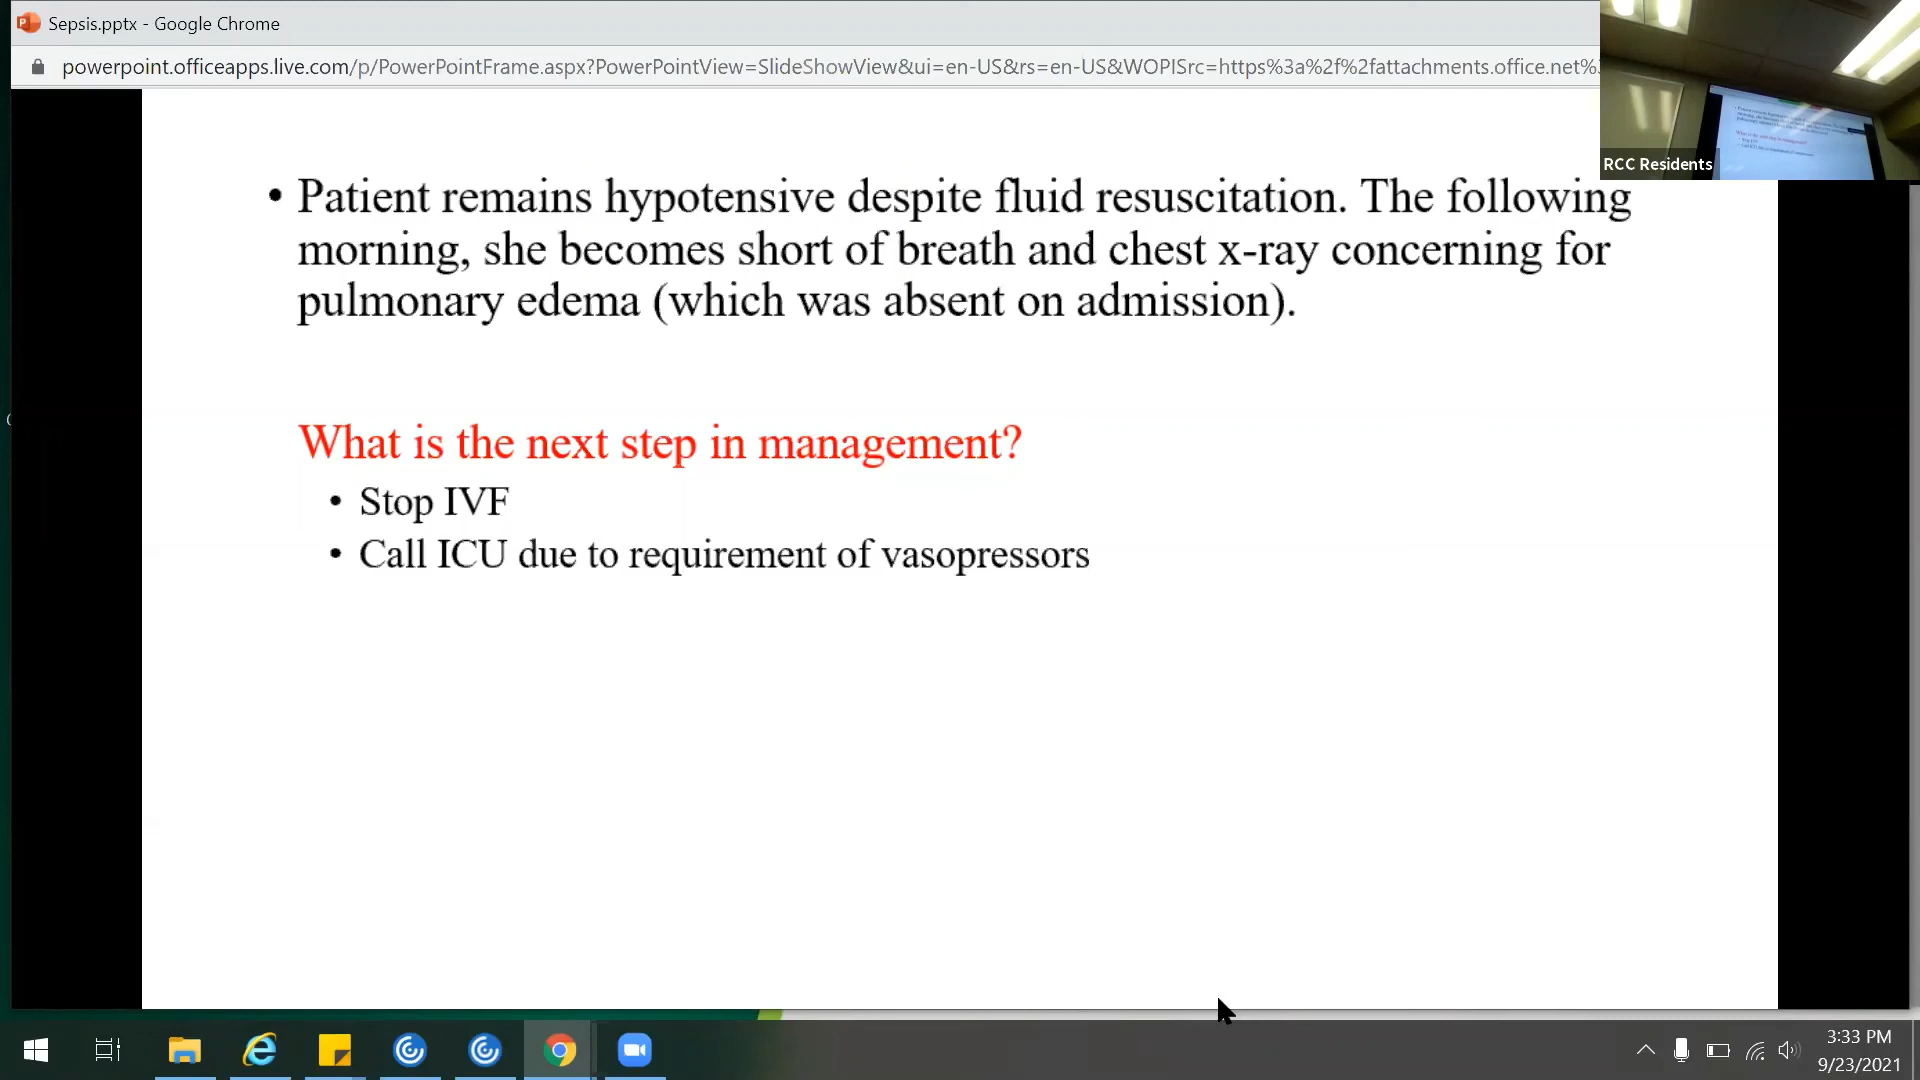 Sepsis.pptx - Google Chrome
powerpoint.officeapps.live.com/p/PowerPointFrame.aspx?PowerPointView=SlideShowView&ui=en-US&rs=en-US&WOPISrc=https%3a%2f%2fattachments.office.net%3
RCC Residents
• Patient remains hypotensive despite fluid resuscitation. The following
morning, she becomes short of breath and chest x-ray concerning for
pulmonary edema (which was absent on admission).
What is the next step in management?
• Stop IVF
• Call ICU due to requirement of vasopressors
3:33 PM
9/23/2021